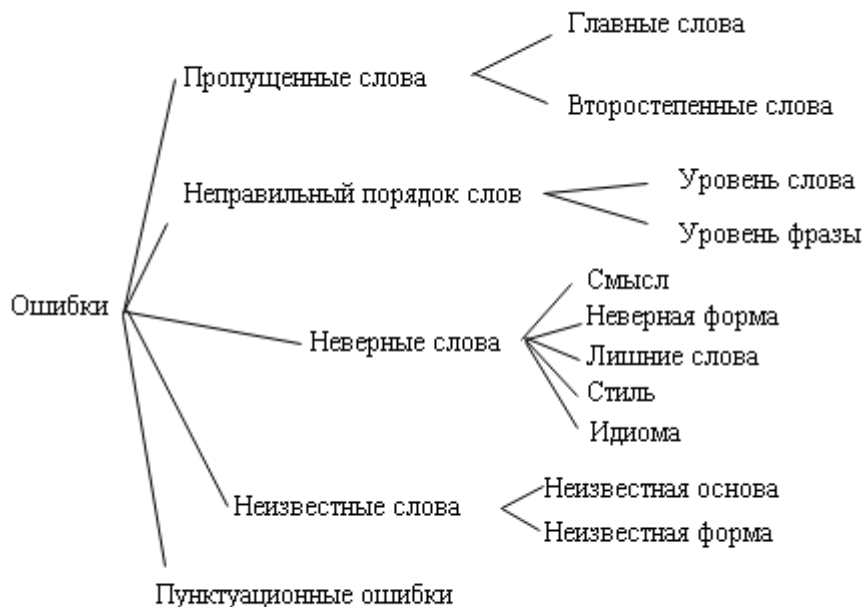 Главные слова
Пропущенные слова
Второстепенные слова
Неправильный порядок слов
Уровень слова
Уровень фразы
Ошибки
Неверные слова
Смысл
Неверная форма
Лишние слова
Стиль
Идиома
Неизвестные слова
Неизвестная основа
Неизвестная форма
Пунктуационные ошибки